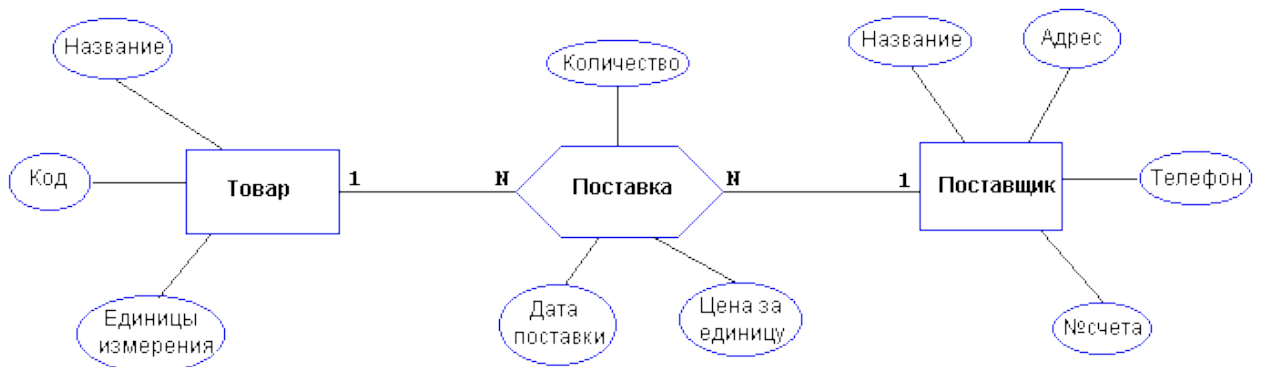 Название
Количество
Название
Адрес
Код
Товар
1
N
Поставка
N
1
Поставщик
Телефон
Единицы
измерения
Дата
поставки
Цена за
единицу
№счета